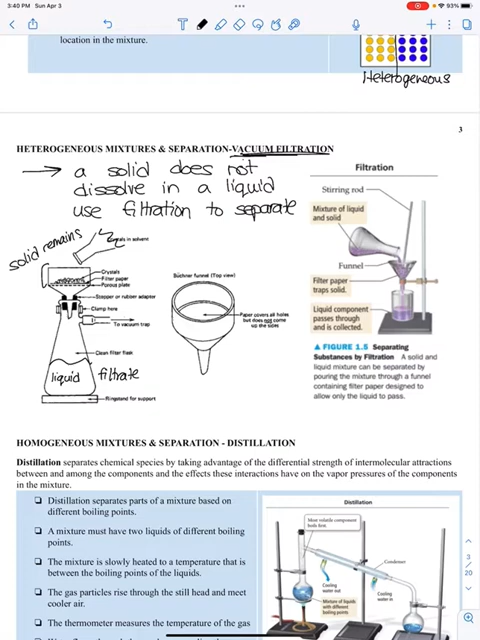 3:40 PM Sun Apr 3
93%
location in the mixture.
Heterogeneous
3
HETEROGENEOUS MIXTURES & SEPARATION-VACUUM FILTRATION
→ a solid does not
dissolve in a liquid
use filtration to separate
solid remains
Crystals in solvent
Crystals
Filter paper
Porous plate
Stopper or rubber adapter
Clamp here
To vacuum trap
Clean filter flask
liquid filtrate
Ringstand for support
Büchner funnel (Top view)
Paper covers all holes
but does not come
up the sides
Filtration
Stirring rod
Mixture of liquid
and solid
Funnel
Filter paper
traps solid.
Liquid component
passes through
and is collected.
▲ FIGURE 1.5 Separating
Substances by Filtration A solid and
liquid mixture can be separated by
pouring the mixture through a funnel
containing filter paper designed to
allow only the liquid to pass.
HOMOGENEOUS MIXTURES & SEPARATION - DISTILLATION
Distillation separates chemical species by taking advantage of the differential strength of intermolecular attractions
between and among the components and the effects these interactions have on the vapor pressures of the components
in the mixture.
❑ Distillation separates parts of a mixture based on
different boiling points.
❑ A mixture must have two liquids of different boiling
points.
❑ The mixture is slowly heated to a temperature that is
between the boiling points of the liquids.
❑ The gas particles rise through the still head and meet
cooler air.
❑ The thermometer measures the temperature of the gas
Distillation
Most volatile component
boils first.
Condenser
Cooling
water out
Cooling
water in
Mixture of liquids
with different
boiling points
3
20